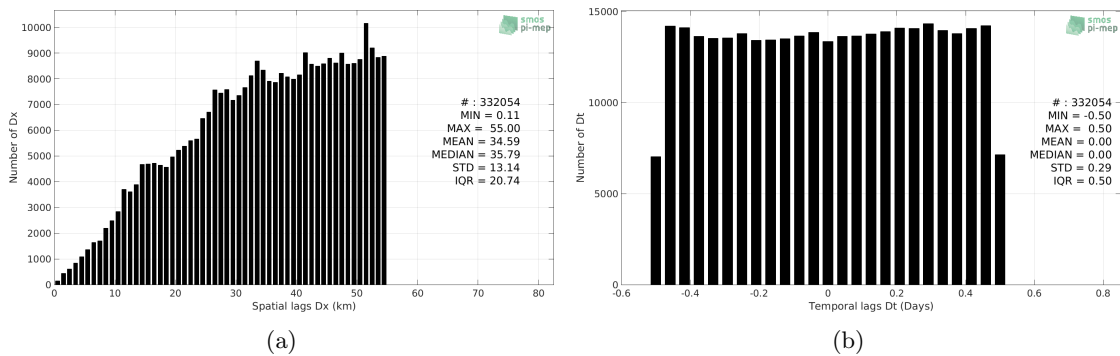 10000
9000
8000
7000
6000
5000
4000
3000
2000
1000
0
Number of Dx
smos
pi-mep
# : 332054
MIN = 0.11
MAX = 55.00
MEAN = 34.59
MEDIAN = 35.79
STD = 13.14
IQR = 20.74
0 10 20 30 40 50 60 70 80
Spatial lags Dx (km)
(a)
15000
10000
5000
0
Number of Dt
smos
pi-mep
# : 332054
MIN = -0.50
MAX = 0.50
MEAN = 0.00
MEDIAN = 0.00
STD = 0.29
IQR = 0.50
-0.6 -0.4 -0.2 0 0.2 0.4 0.6 0.8
Temporal lags Dt (Days)
(b)